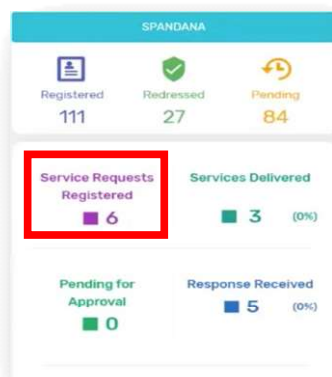 SPANDANA
Registered Redressed Pending
111 27 84
Service Requests Registered
6
Services Delivered
3 (0%)
Pending for Approval
0
Response Received
5 (0%)